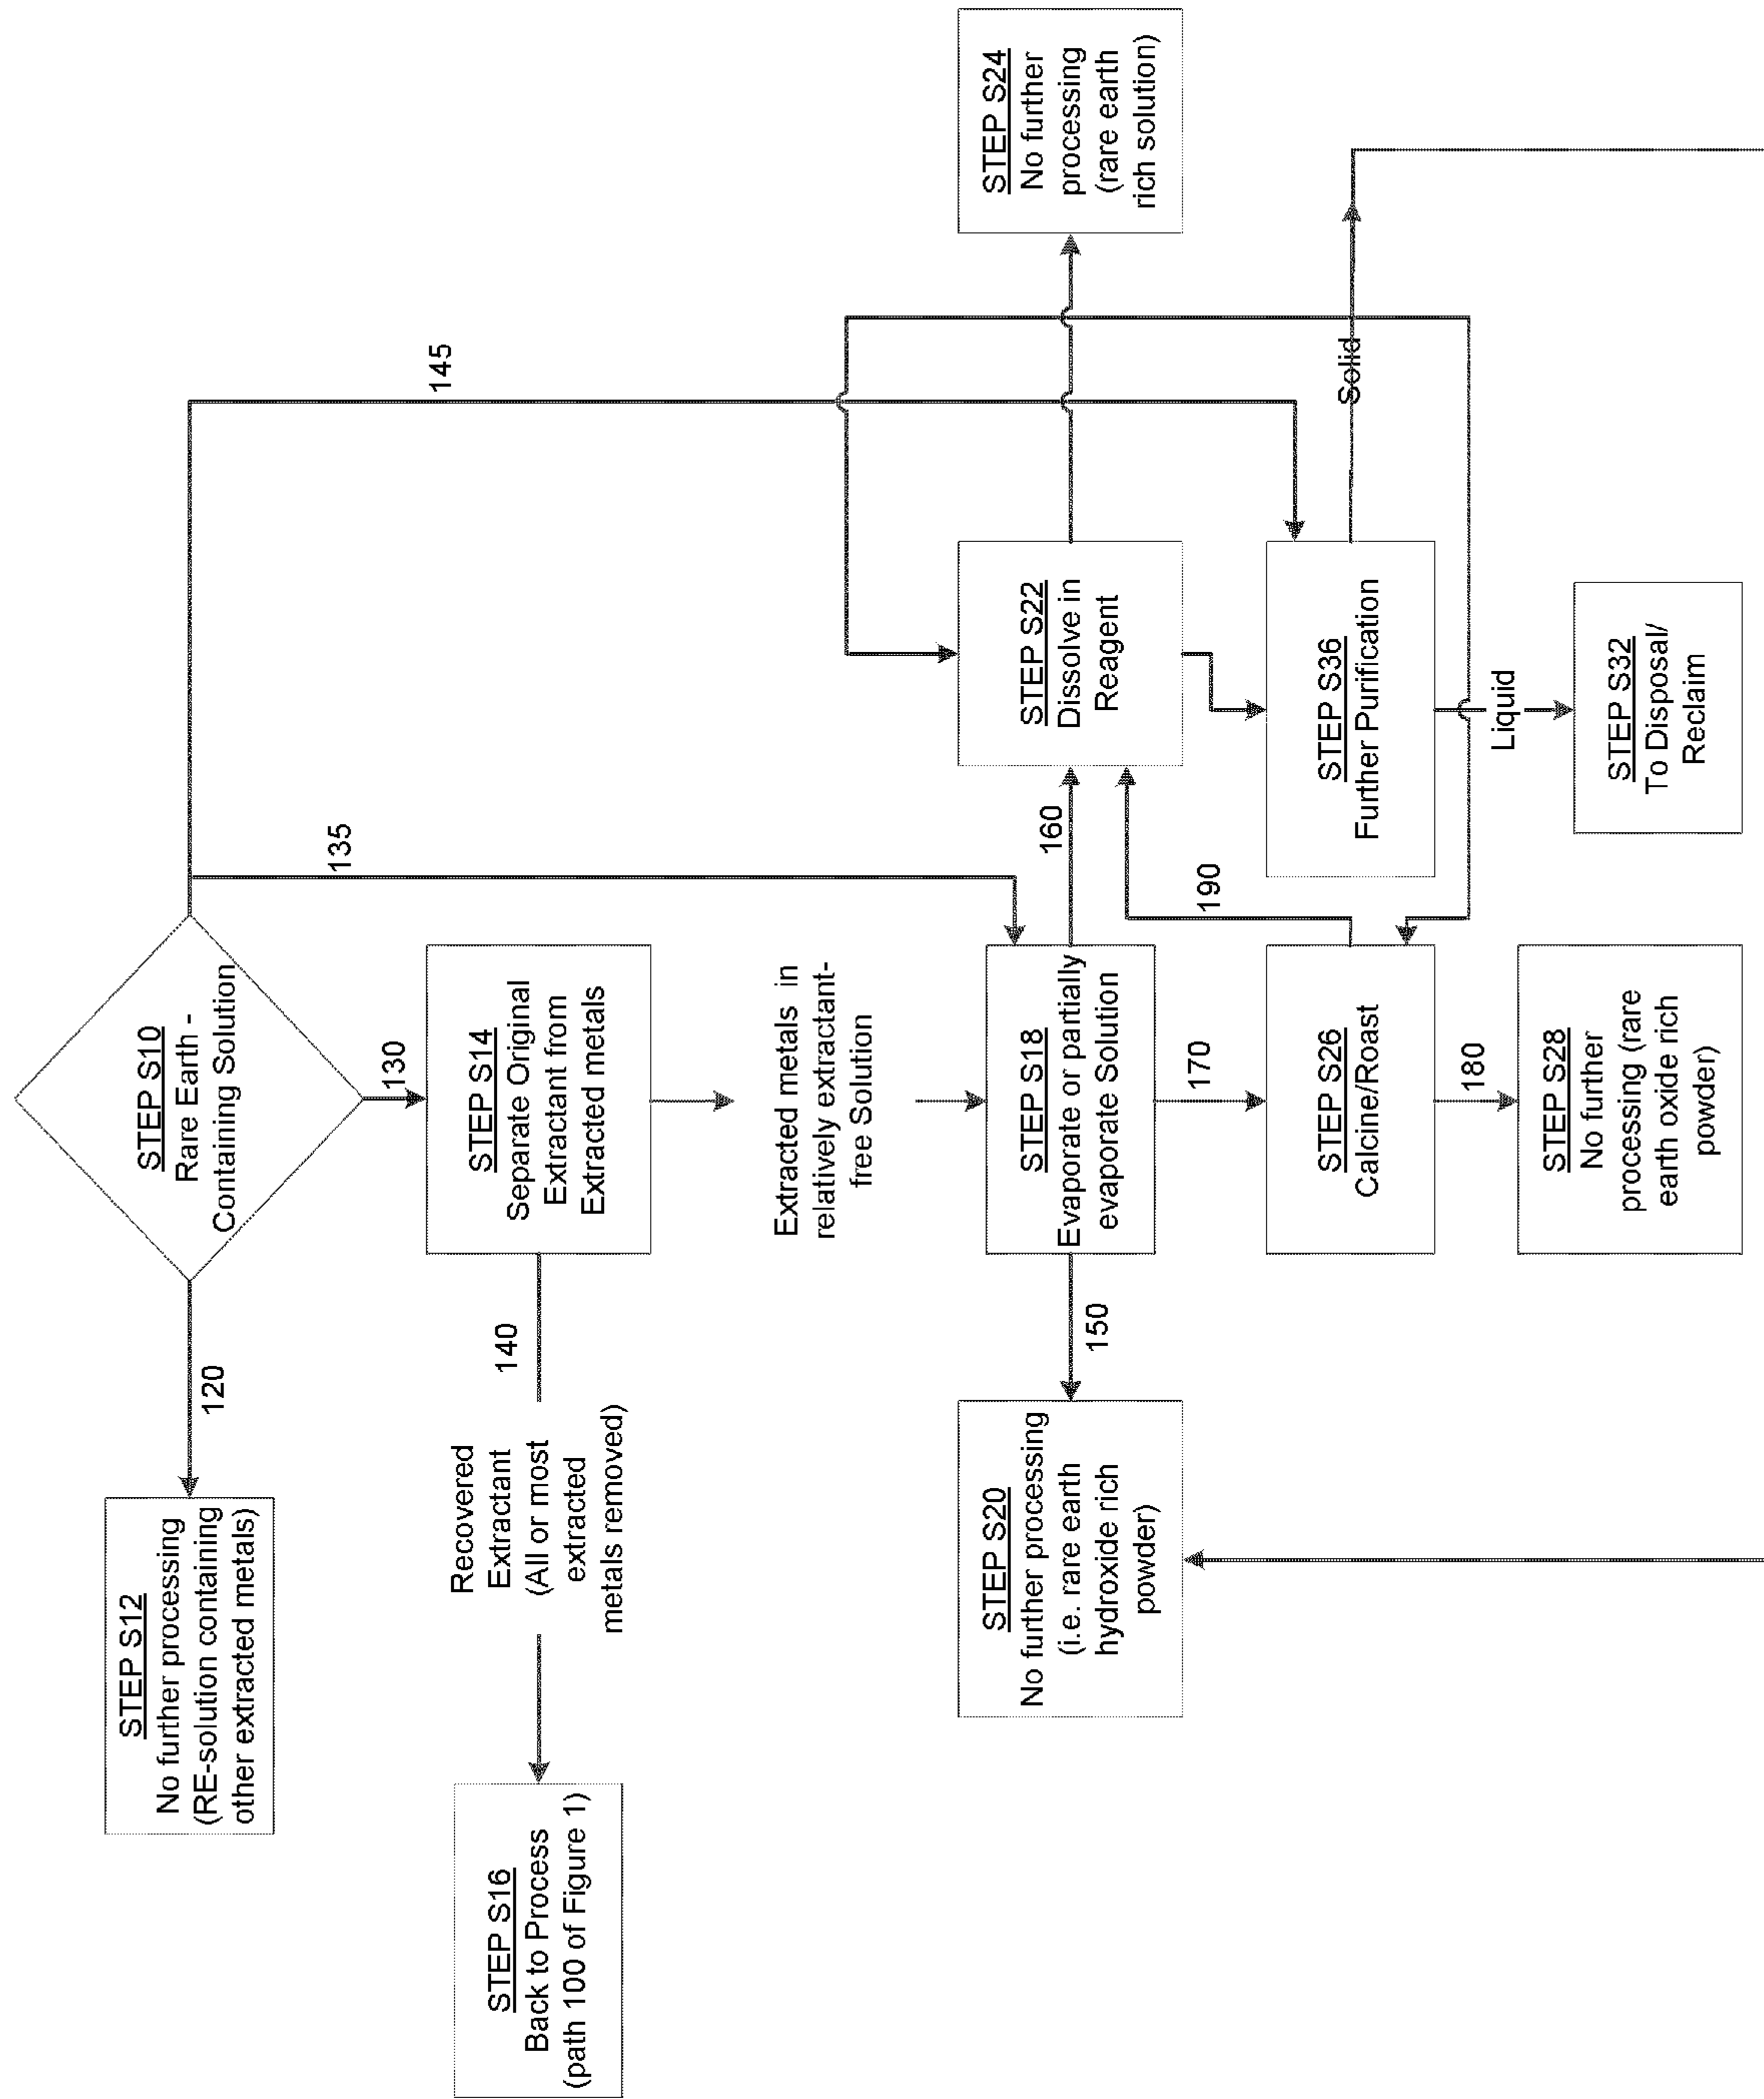 STEP S10
Rare Earth -
Containing Solution
120
STEP S12
No further processing
(RE-solution containing
other extracted metals)
130
135
145
STEP S14
Separate Original
Extractant from
Extracted metals
140
Recovered
Extractant
(All or most
extracted
metals removed)
STEP S16
Back to Process
(path 100 of Figure 1)
Extracted metals in
relatively extractant-
free Solution
STEP S18
Evaporate or partially
evaporate Solution
150
STEP S20
No further processing
(i.e. rare earth
hydroxide rich
powder)
160
STEP S22
Dissolve in
Reagent
STEP S24
No further
processing
(rare earth
rich solution)
170
190
STEP S26
Calcine/Roast
180
STEP S28
No further
processing (rare
earth oxide rich
powder)
STEP S36
Further Purification
Solid
Liquid
STEP S32
To Disposal/
Reclaim